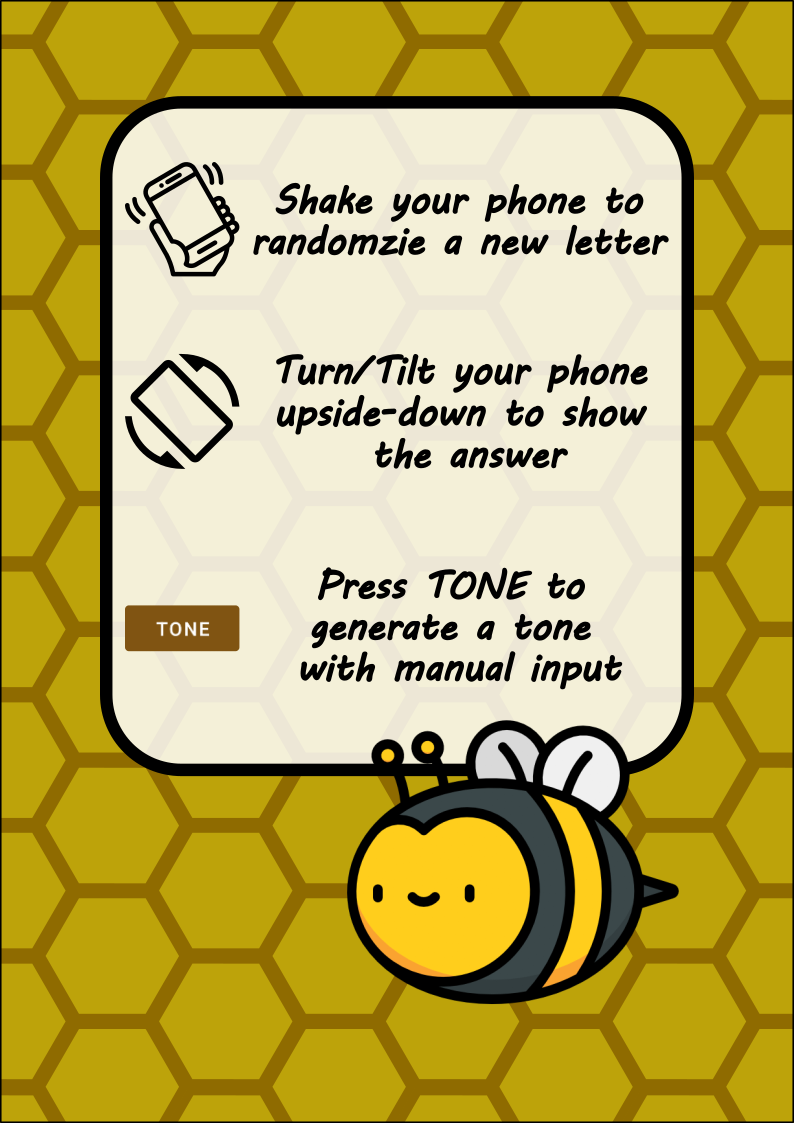 Shake your phone to
randomzie a new letter
Turn/Tilt your phone
upside-down to show
the answer
TONE
Press TONE to
generate a tone
with manual input